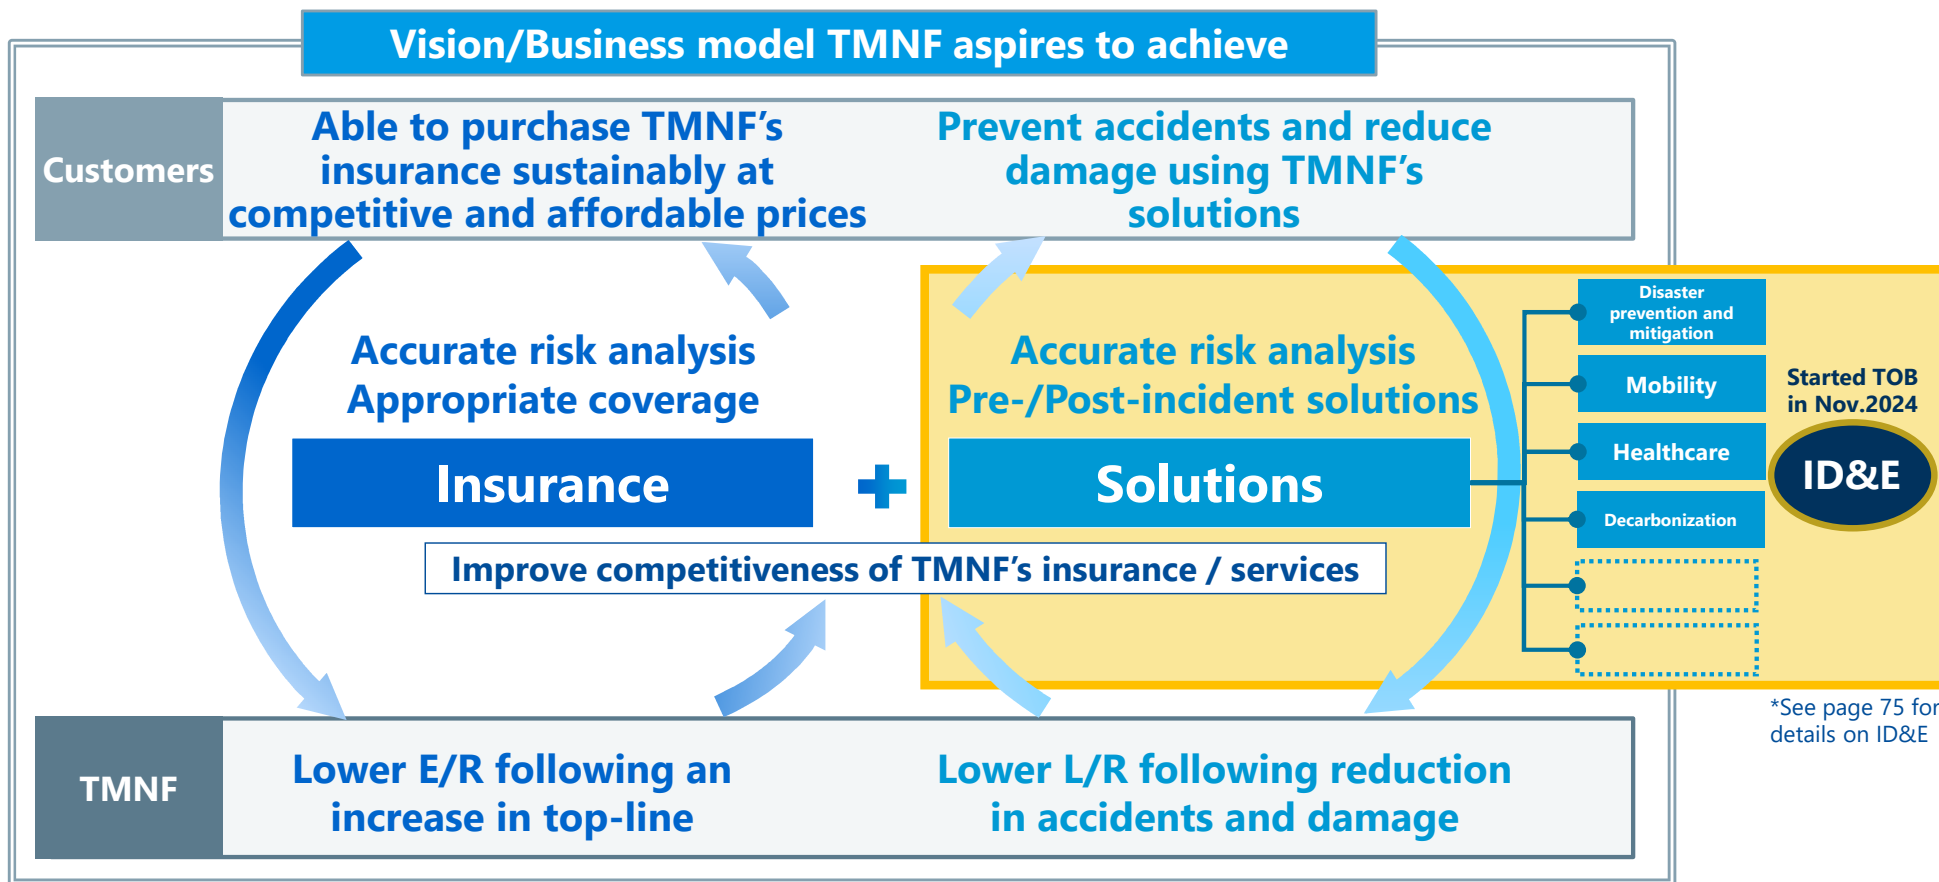 Vision/Business model TMNF aspires to achieve
Customers
Able to purchase TMNF's
insurance sustainably at
competitive and affordable prices
Prevent accidents and reduce
damage using TMNF's
solutions
Accurate risk analysis
Appropriate coverage
Insurance
Accurate risk analysis
Pre-/Post-incident solutions
Solutions
Disaster
prevention and
mitigation
Mobility
Healthcare
Decarbonization
Started TOB
in Nov.2024
ID&E
Improve competitiveness of TMNF's insurance / services
*See page 75 for
details on ID&E
TMNF
Lower E/R following an
increase in top-line
Lower L/R following reduction
in accidents and damage